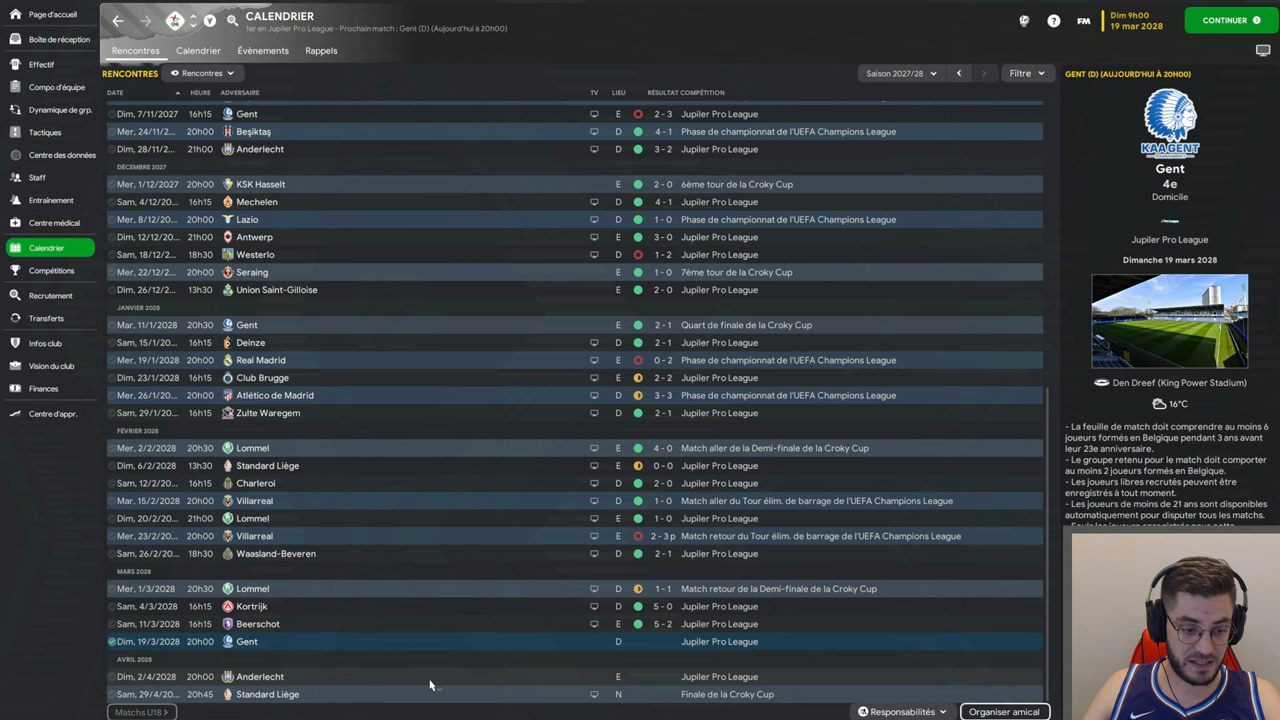 Page d'accueil
Boîte de réception
Effectif
Compo d'équipe
Dynamique de grp.
Tactiques
Centre des données
Staff
Entrainement
Centre médical
Calendrier
Compétitions
Recrutement
Transferts
Infos club
Vision du club
Finances
Centre d'appr.
CALENDRIER
1er en Jupiler Pro League - Prochain match : Gent (D) (Aujourd'hui à 20h00)
FM
Dim 9h00
19 mar 2028
CONTINUER
Rencontres Calendrier Évènements Rappels
RENCONTRES Rencontres Saison 2027/28 Filtre
DATE HEURE ADVERSAIRE TV LIEU RÉSULTAT COMPÉTITION
Dim, 7/11/2027 16h15 Gent E 2 - 3 Jupiler Pro League
Mer, 24/11/2... 20h00 Beşiktaş D 4 - 1 Phase de championnat de l'UEFA Champions League
Dim, 28/11/2... 21h00 Anderlecht D 3 - 2 Jupiler Pro League
DÉCEMBRE 2027
Mer, 1/12/2027 20h00 KSK Hasselt E 2 - 0 6ème tour de la Croky Cup
Sam, 4/12/20... 16h15 Mechelen D 4 - 1 Jupiler Pro League
Mer, 8/12/20... 20h00 Lazio D 1 - 0 Phase de championnat de l'UEFA Champions League
Dim, 12/12/20... 21h00 Antwerp D 3 - 0 Jupiler Pro League
Sam, 18/12/2... 18h30 Westerlo D 1 - 2 Jupiler Pro League
Mer, 22/12/2... 20h00 Seraing E 1 - 0 7ème tour de la Croky Cup
Dim, 26/12/2... 13h30 Union Saint-Gilloise E 2 - 0 Jupiler Pro League
JANVIER 2028
Mar, 11/1/2028 20h30 Gent E 2 - 1 Quart de finale de la Croky Cup
Sam, 15/1/20... 16h15 Deinze D 2 - 1 Jupiler Pro League
Mer, 19/1/2028 20h00 Real Madrid E 0 - 2 Phase de championnat de l'UEFA Champions League
Dim, 23/1/2028 16h15 Club Brugge E 2 - 2 Jupiler Pro League
Mer, 26/1/20... 20h00 Atlético de Madrid D 3 - 3 Phase de championnat de l'UEFA Champions League
Sam, 29/1/20... 16h15 Zulte Waregem D 2 - 1 Jupiler Pro League
FÉVRIER 2028
Mer, 2/2/2028 20h30 Lommel E 4 - 0 Match aller de la Demi-finale de la Croky Cup
Dim, 6/2/2028 13h30 Standard Liège E 0 - 0 Jupiler Pro League
Sam, 12/2/20... 16h15 Charleroi D 2 - 0 Jupiler Pro League
Mar, 15/2/2028 20h00 Villarreal D 1 - 0 Match aller du Tour élim. de barrage de l'UEFA Champions League
Dim, 20/2/20... 21h00 Lommel E 1 - 0 Jupiler Pro League
Mer, 23/2/20... 20h00 Villarreal E 2 - 3 p Match retour du Tour élim. de barrage de l'UEFA Champions League
Sam, 26/2/20... 18h30 Waasland-Beveren D 2 - 1 Jupiler Pro League
MARS 2028
Mer, 1/3/2028 20h30 Lommel D 1 - 1 Match retour de la Demi-finale de la Croky Cup
Sam, 4/3/2028 16h15 Kortrijk D 5 - 0 Jupiler Pro League
Sam, 11/3/2028 16h15 Beerschot E 5 - 2 Jupiler Pro League
Dim, 19/3/2028 20h00 Gent D Jupiler Pro League
AVRIL 2028
Dim, 2/4/2028 20h00 Anderlecht E Jupiler Pro League
Sam, 29/4/20... 20h45 Standard Liège N Finale de la Croky Cup
Matchs U18 > Responsabilités Organiser amical
GENT (D) (AUJOURD'HUI À 20H00)
KAA GENT
Gent
4e
Domicile
Jupiler Pro League
Dimanche 19 mars 2028
Den Dreef (King Power Stadium)
16°C
- La feuille de match doit comprendre au moins 6
joueurs formés en Belgique pendant 3 ans avant
leur 23e anniversaire.
- Le groupe retenu pour le match doit comporter
au moins 2 joueurs formés en Belgique.
- Les joueurs libres recrutés peuvent être
enregistrés à tout moment.
- Les joueurs de moins de 21 ans sont disponibles
automatiquement pour disputer tous les matchs.